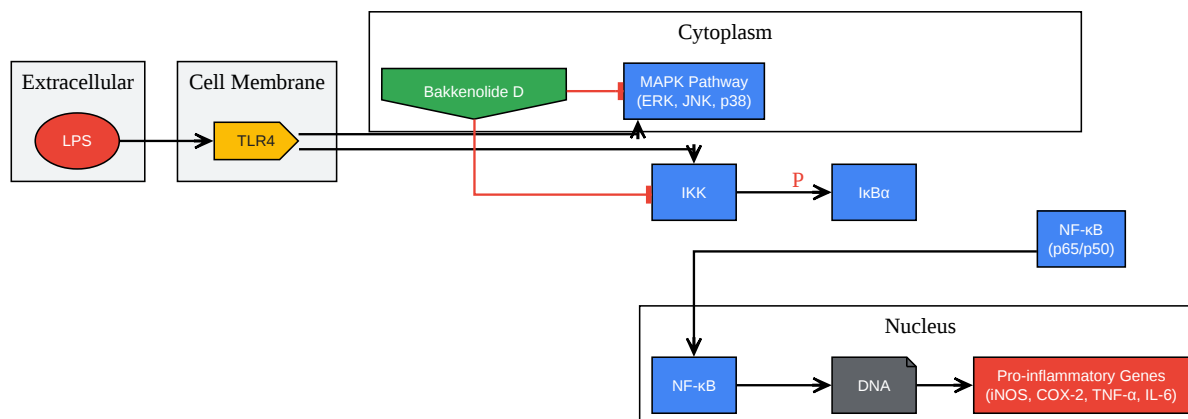 Cytoplasm
Extracellular
Cell Membrane
Bakkenolide D
MAPK Pathway
(ERK, JNK, p38)
LPS
TLR4
IKK
P
IκBα
NF-κB
(p65/p50)
Nucleus
NF-κB
DNA
Pro-inflammatory Genes
(iNOS, COX-2, TNF-α, IL-6)